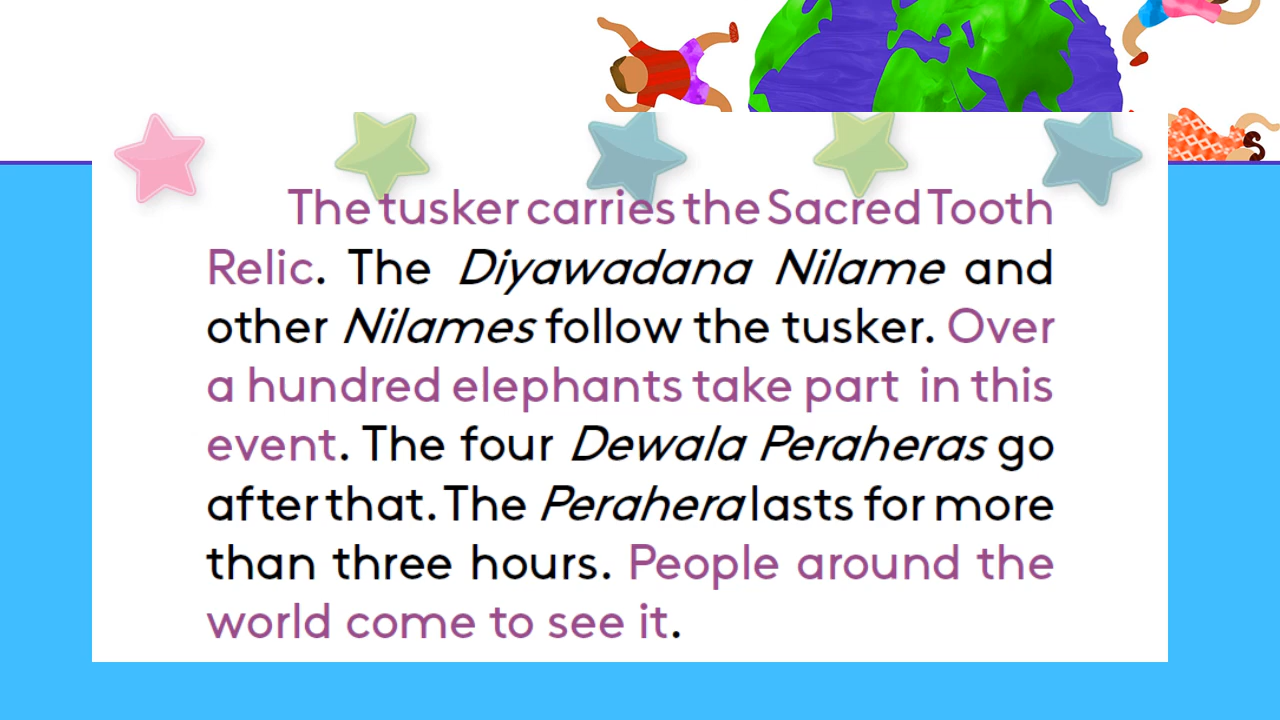 The tusker carries the Sacred Tooth
Relic. The Diyawadana Nilame and
other Nilames follow the tusker. Over
a hundred elephants take part in this
event. The four Dewala Peraheras go
after that. The Perahera lasts for more
than three hours. People around the
world come to see it.